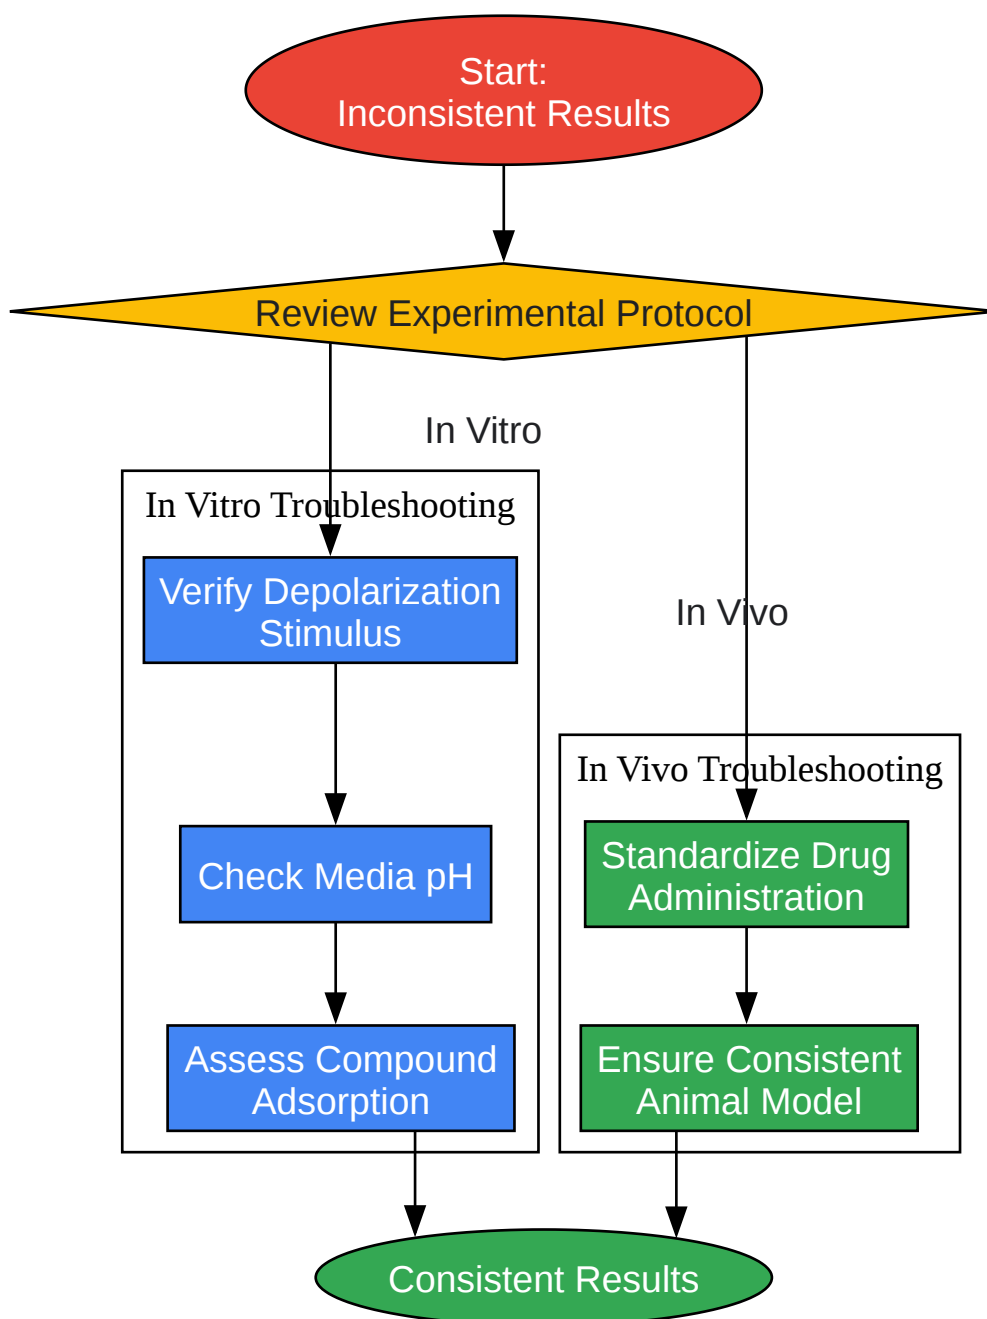 Start:
Inconsistent Results
Review Experimental Protocol
In Vitro
In Vitro Troubleshooting
Verify Depolarization
Stimulus
Check Media pH
Assess Compound
Adsorption
In Vivo
In Vivo Troubleshooting
Standardize Drug
Administration
Ensure Consistent
Animal Model
Consistent Results